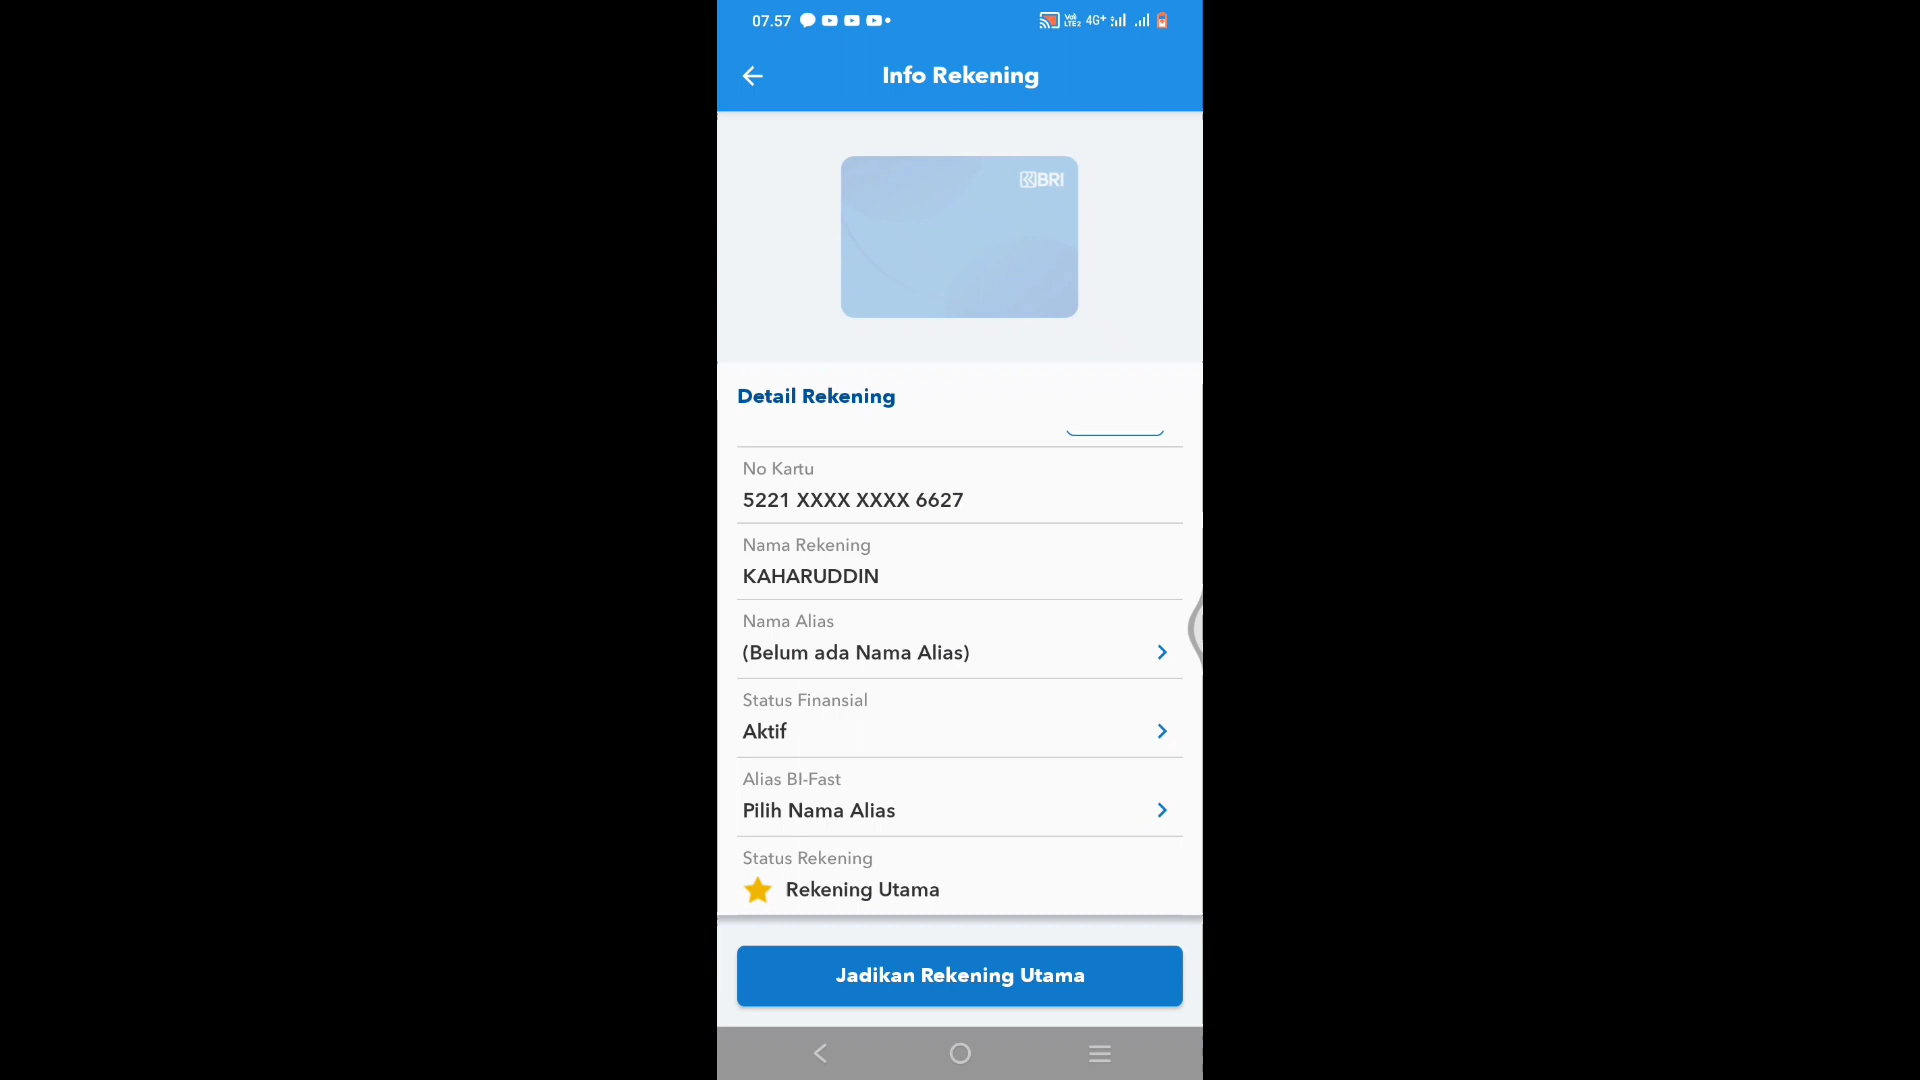 07.57 VoLTE2 4G+
Info Rekening
BRI
Detail Rekening
No Kartu
5221 XXXX XXXX 6627
Nama Rekening
KAHARUDDIN
Nama Alias
(Belum ada Nama Alias)
Status Finansial
Aktif
Alias BI-Fast
Pilih Nama Alias
Status Rekening
Rekening Utama
Jadikan Rekening Utama